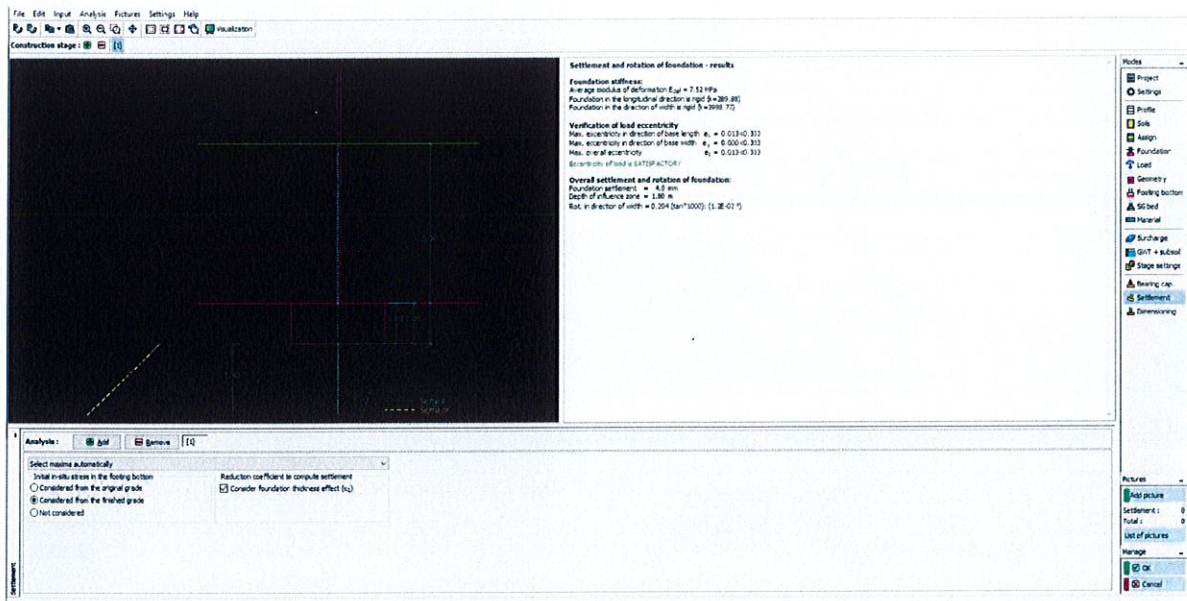 File Edit Input Analysis Pictures Settings Help
Visualization
Construction stage : [1]
Settlement and rotation of foundation - results
Foundation stiffness:
Average modulus of deformation E_def = 7.52 MPa
Foundation in the longitudinal direction is rigid (k=289.88)
Foundation in the direction of width is rigid (k=3998.77)
Verification of load eccentricity
Max. eccentricity in direction of base length e = 0.013<0.333
Max. eccentricity in direction of base width e = 0.000<0.333
Max. overall eccentricity e = 0.013<0.333
Eccentricity of load is SATISFACTORY
Overall settlement and rotation of foundation:
Foundation settlement = 4.8 mm
Depth of influence zone = 1.80 m
Rot. in direction of width = 0.204 (tan*1000); (1.2E-02 °)
Modes
Project
Settings
Profile
Soils
Assign
Foundation
Load
Geometry
Footing bottom
SG bed
Material
Surcharge
GWT + subsoil
Stage settings
Bearing cap.
Settlement
Dimensioning
Analysis : Add Remove [1]
Select maxima automatically
Initial in-situ stress in the footing bottom
Considered from the original grade
Considered from the finished grade
Not considered
Reduction coefficient to compute settlement
Consider foundation thickness effect (κ1)
Settlement
Pictures
Add picture
Settlement : 0
Total : 0
List of pictures
Manage
OK
Cancel